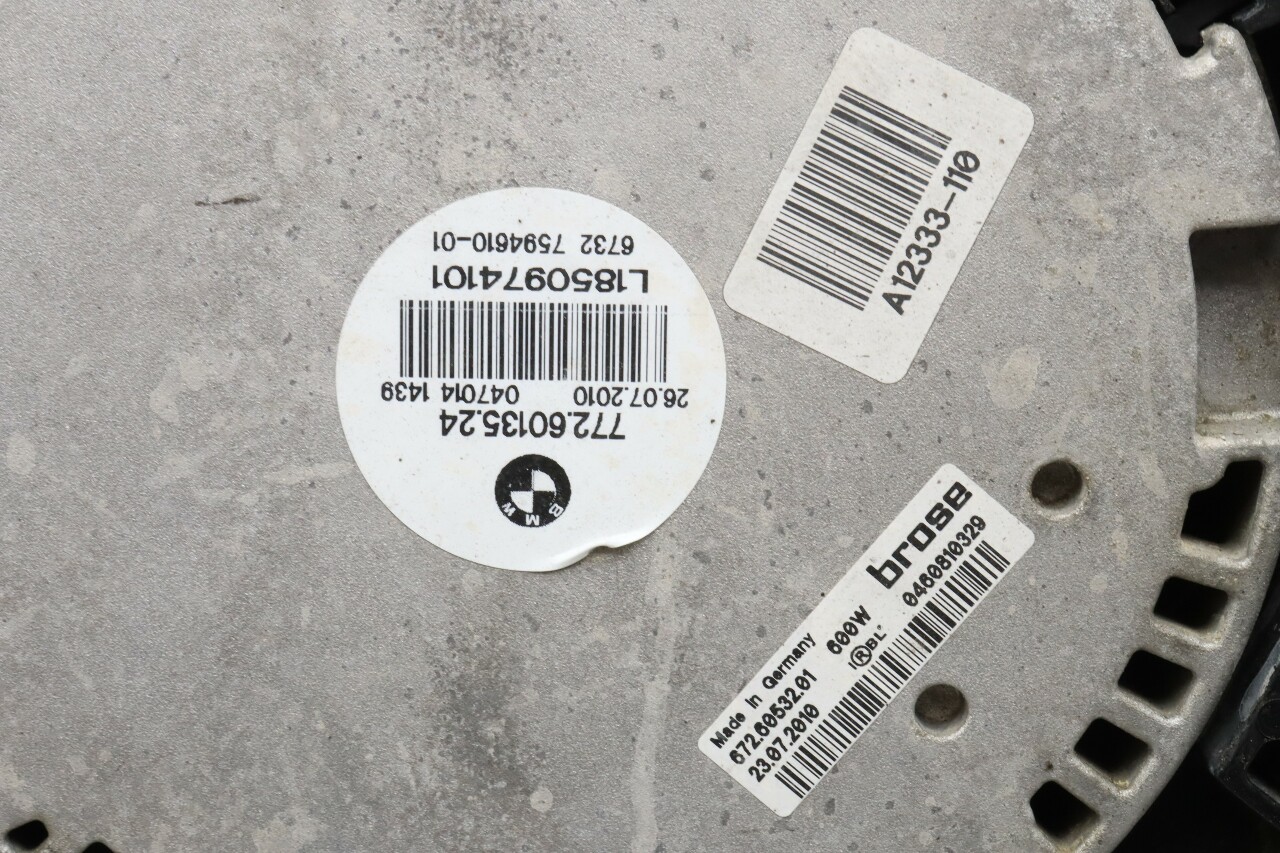 A12333-110
BMW
772.60135.24
26.07.2010 047014 1439
L1850974101
6732 7594610-01
brose
Made in Germany
672.60532.01 600W
23.07.2010 I®BL 0460810329